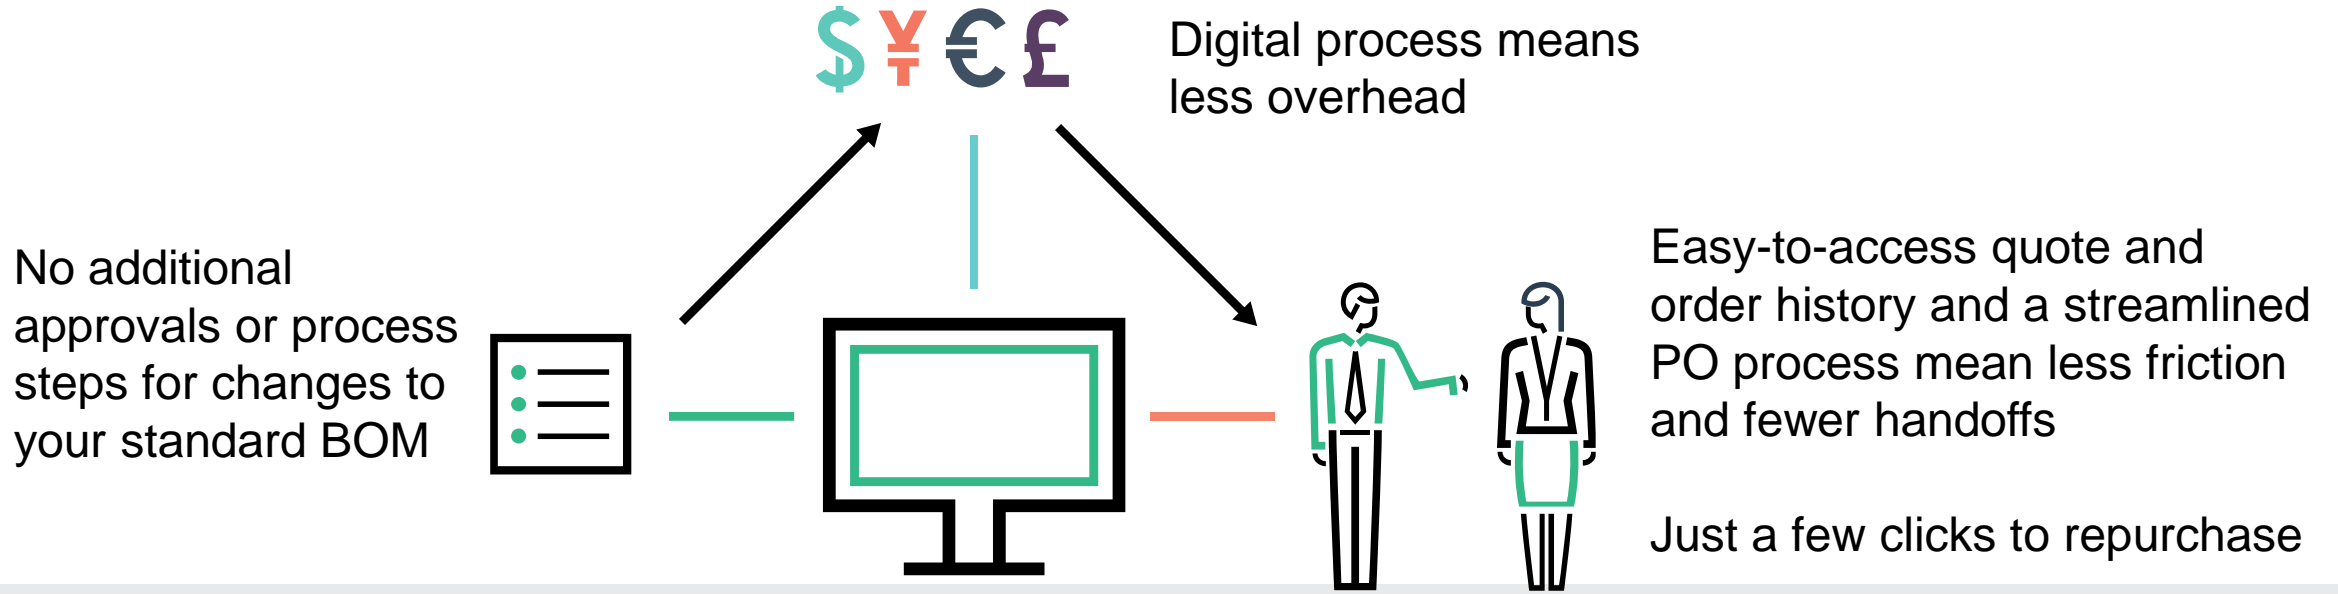 $ ¥ € £
Digital process means
less overhead
No additional
approvals or process
steps for changes to
your standard BOM
Easy-to-access quote and
order history and a streamlined
PO process mean less friction
and fewer handoffs
Just a few clicks to repurchase